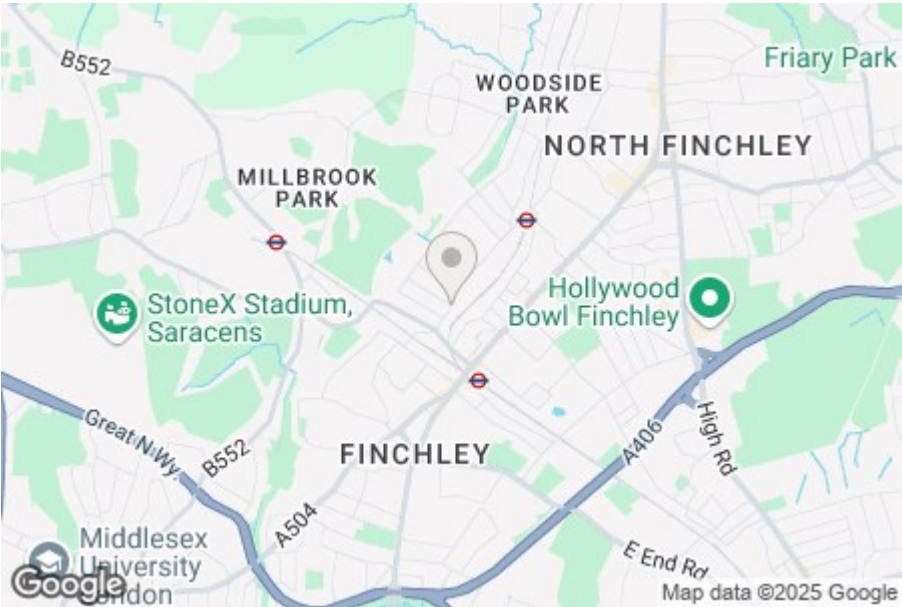 B552
Friary Park
WOODSIDE
PARK
NORTH FINCHLEY
MILLBROOK
PARK
StoneX Stadium,
Saracens
Hollywood
Bowl Finchley
Great N Wy.
B552
FINCHLEY
A406
High Rd
A504
E End Rd
Middlesex
University
London
Google
Map data ©2025 Google